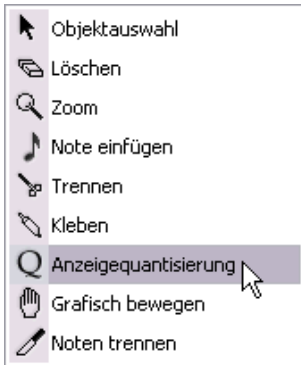 Objektauswahl
Löschen
Zoom
Note einfügen
Trennen
Kleben
Q Anzeigequantisierung
Grafisch bewegen
Noten trennen